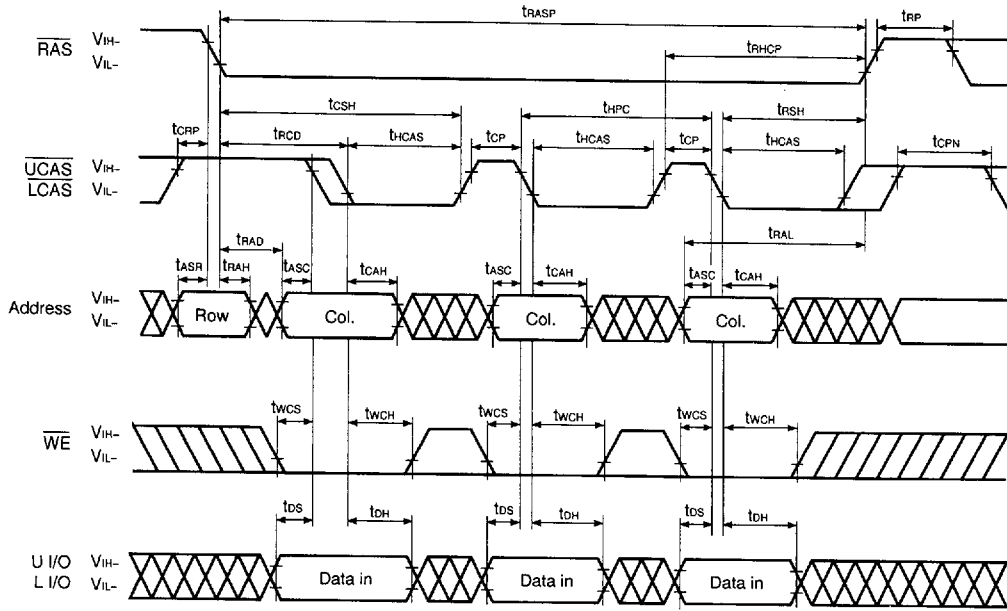 tRASP
tRP
RAS
VIH–
VIL–
tRHCP
tCSH
tHPC
tRSH
tCRP
tRCD
tHCAS
tCP
tHCAS
tCP
tHCAS
tCPN
UCAS
LCAS
VIH–
VIL–
tRAD
tRAL
tASR
tRAH
tASC
tCAH
tASC
tCAH
tASC
tCAH
Address
VIH–
VIL–
Row
Col.
Col.
Col.
tWCS
tWCH
tWCS
tWCH
tWCS
tWCH
WE
VIH–
VIL–
tDS
tDH
tDS
tDH
tDS
tDH
U I/O
L I/O
VIH–
VIL–
Data in
Data in
Data in